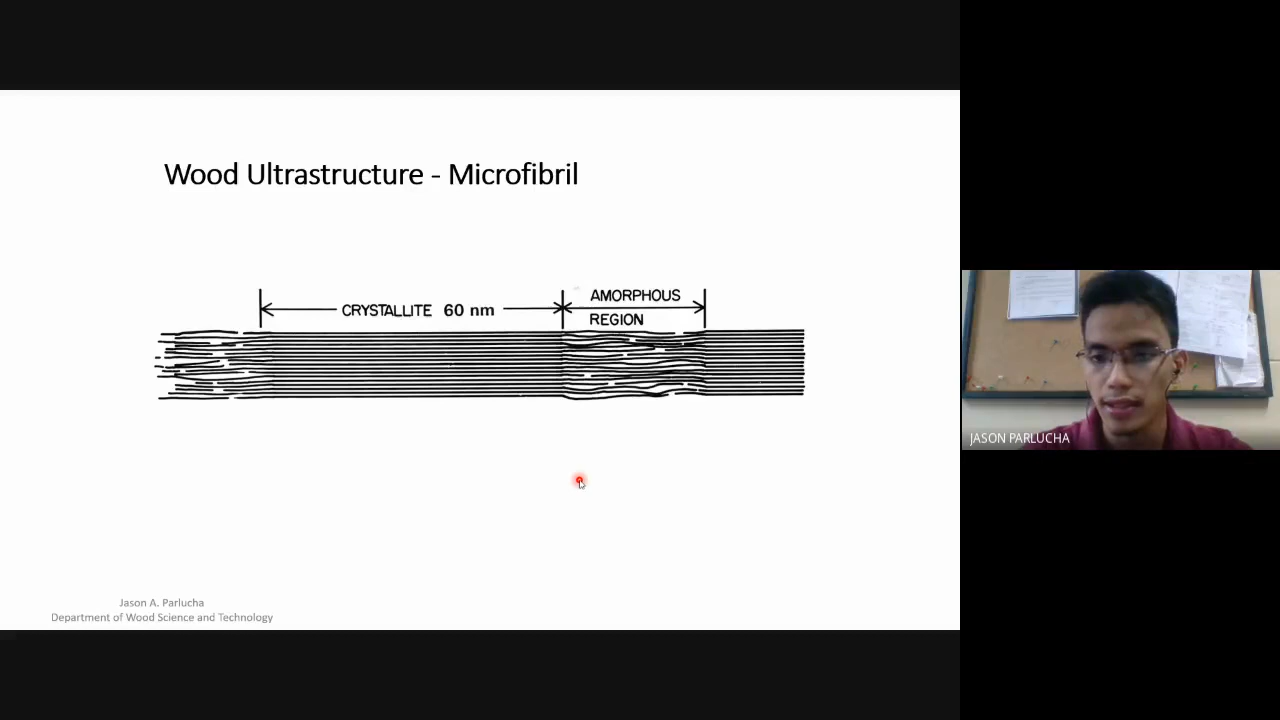 Wood Ultrastructure - Microfibril
CRYSTALLITE 60 nm
AMORPHOUS
REGION
Jason A. Parlucha
Department of Wood Science and Technology
JASON PARLUCHA